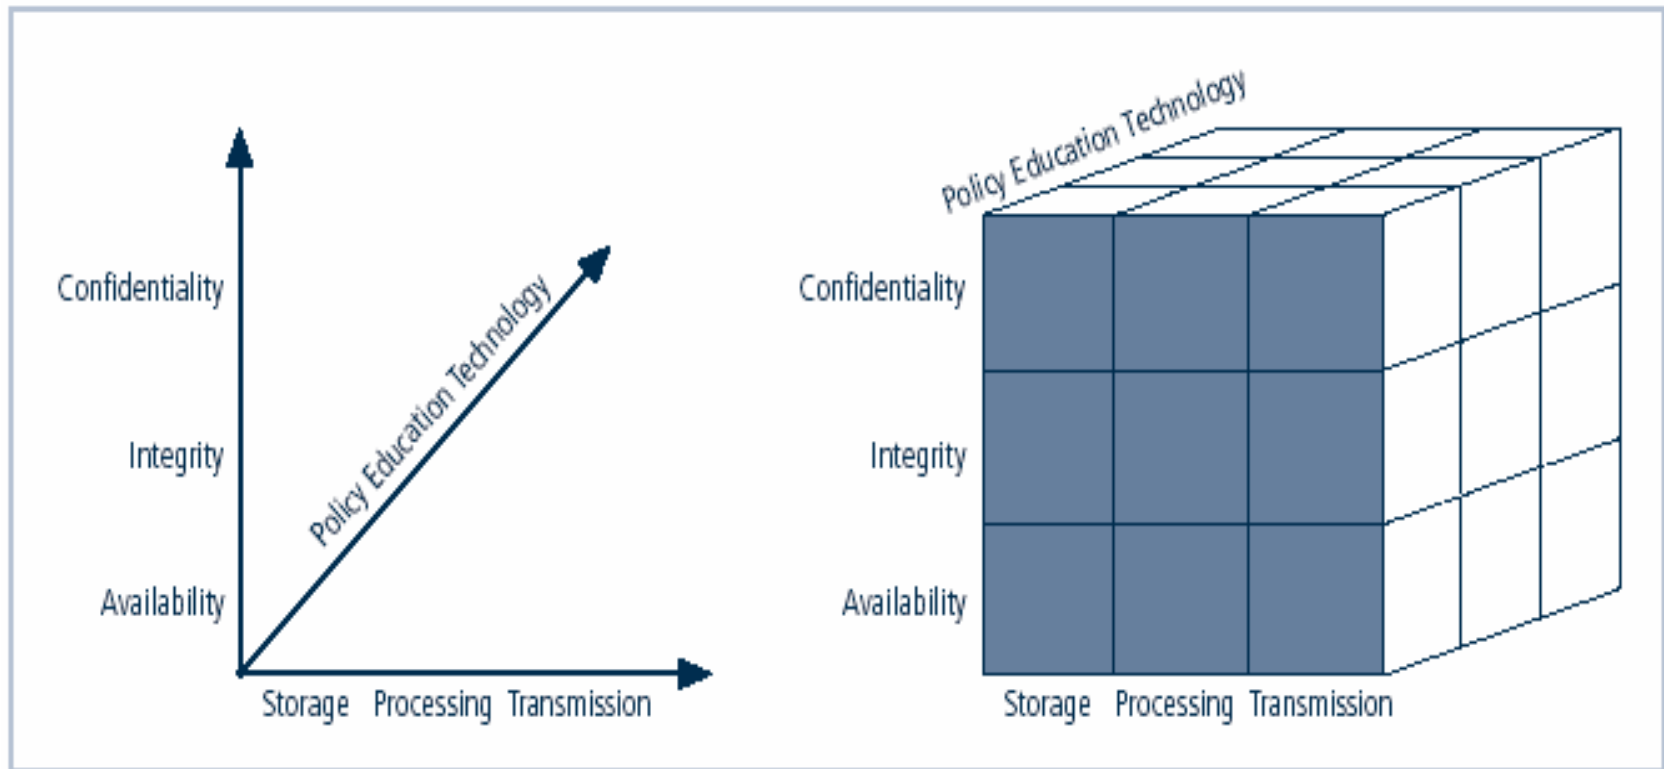 Confidentiality
Integrity
Availability
Policy Education Technology
Storage Processing Transmission
Policy Education Technology
Confidentiality
Integrity
Availability
Storage Processing Transmission